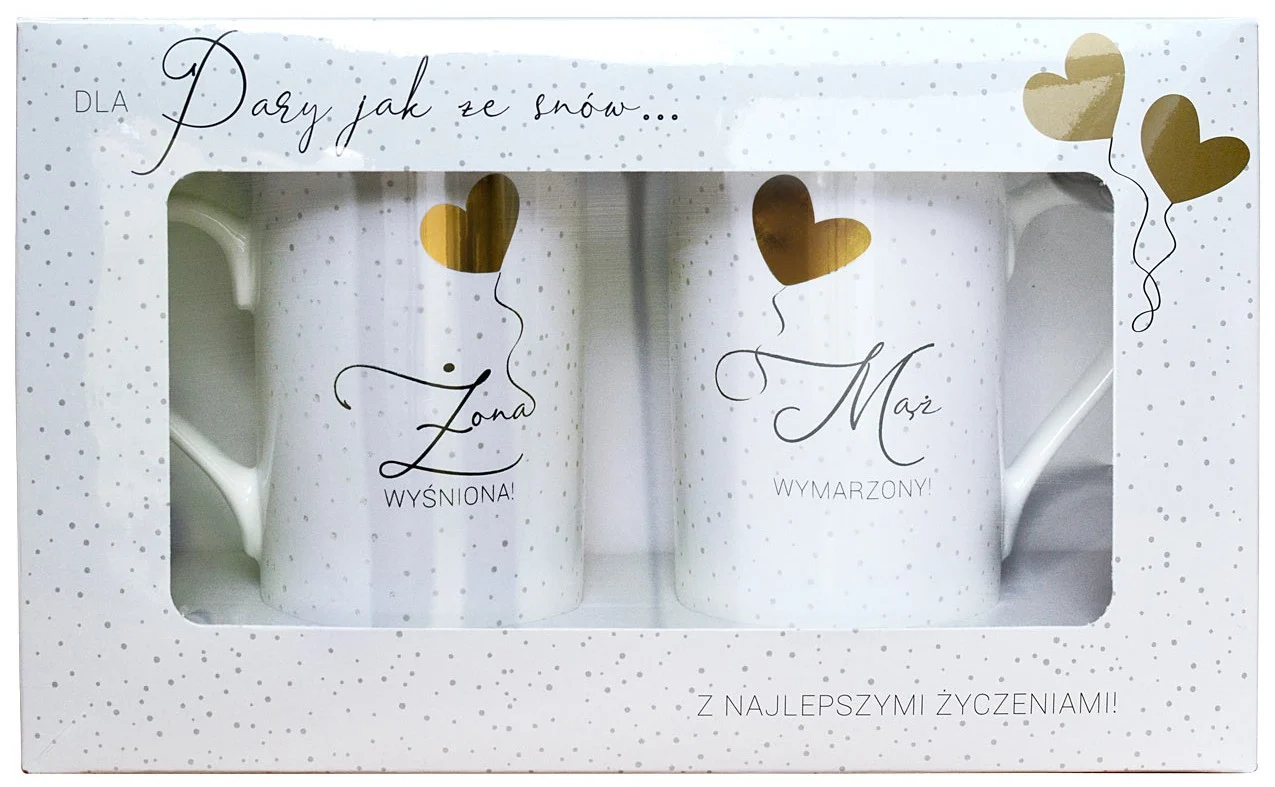 DLA Pary jak ze snów...
Żona
WYŚNIONA!
Mąż
WYMARZONY!
Z NAJLEPSZYMI ŻYCZENIAMI!